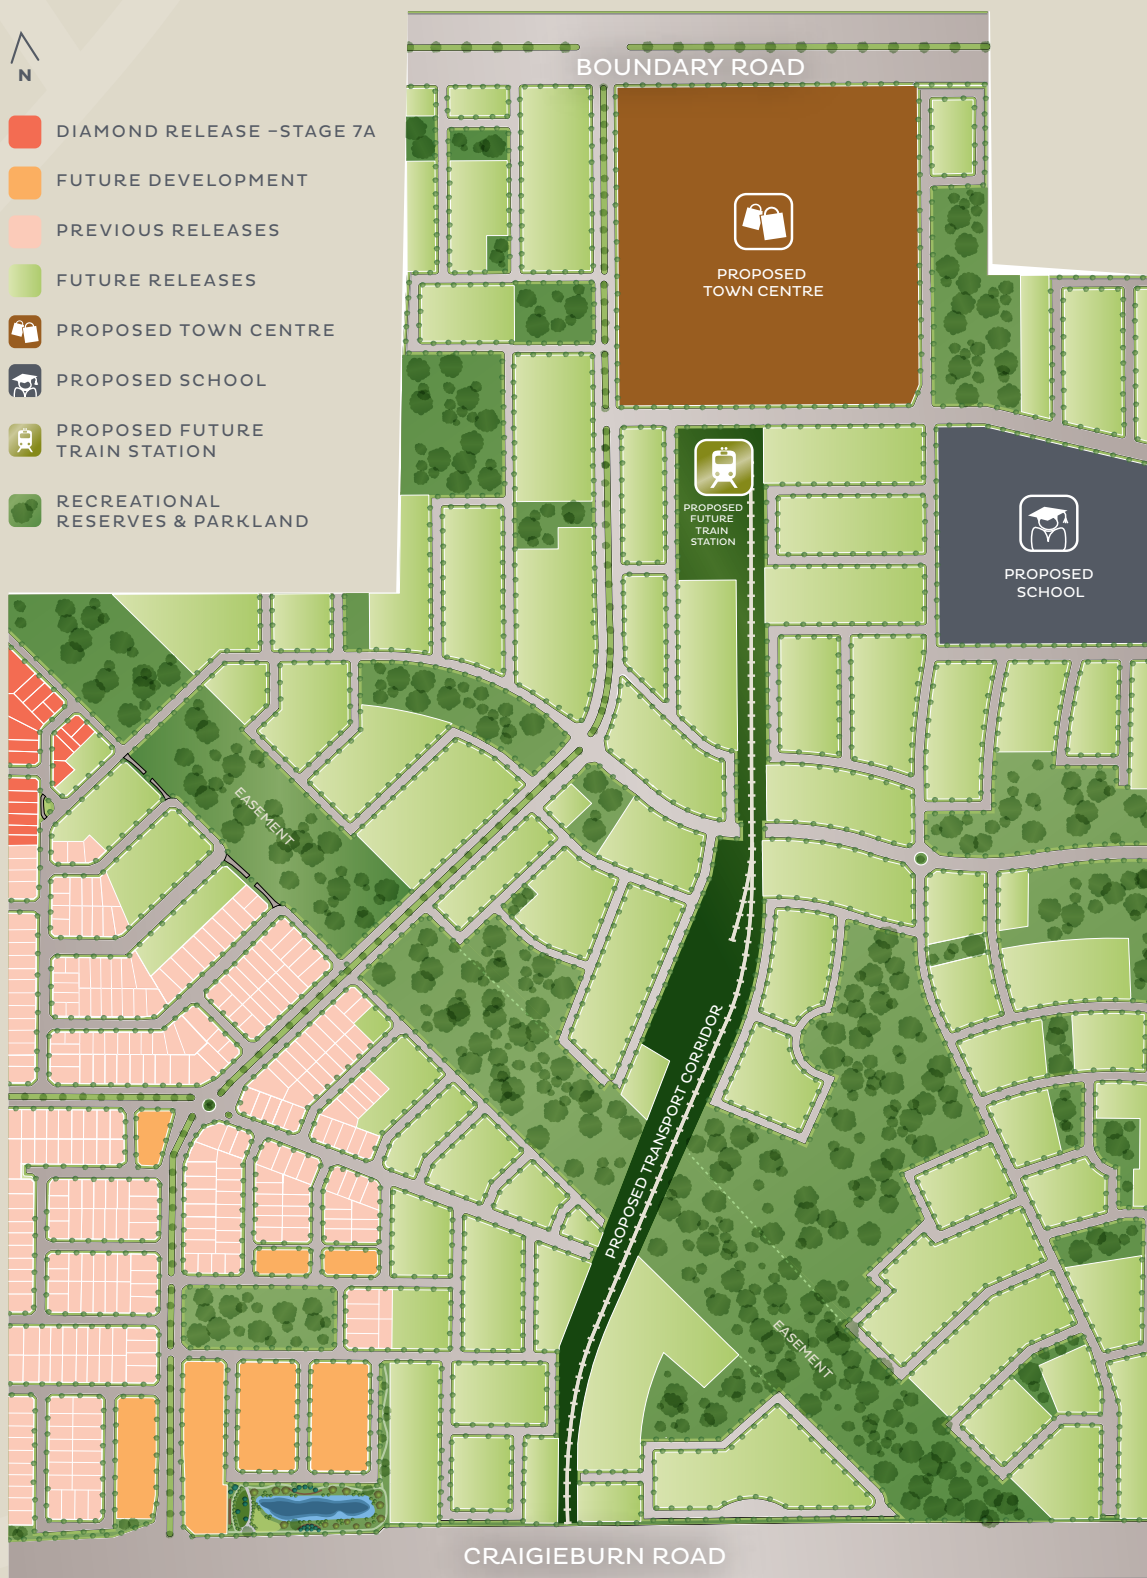 N
DIAMOND RELEASE –STAGE 7A
FUTURE DEVELOPMENT
PREVIOUS RELEASES
FUTURE RELEASES
PROPOSED TOWN CENTRE
PROPOSED SCHOOL
PROPOSED FUTURE
TRAIN STATION
RECREATIONAL
RESERVES & PARKLAND
BOUNDARY ROAD
PROPOSED
TOWN CENTRE
PROPOSED
FUTURE
TRAIN
STATION
PROPOSED
SCHOOL
EASEMENT
PROPOSED TRANSPORT CORRIDOR
EASEMENT
CRAIGIEBURN ROAD